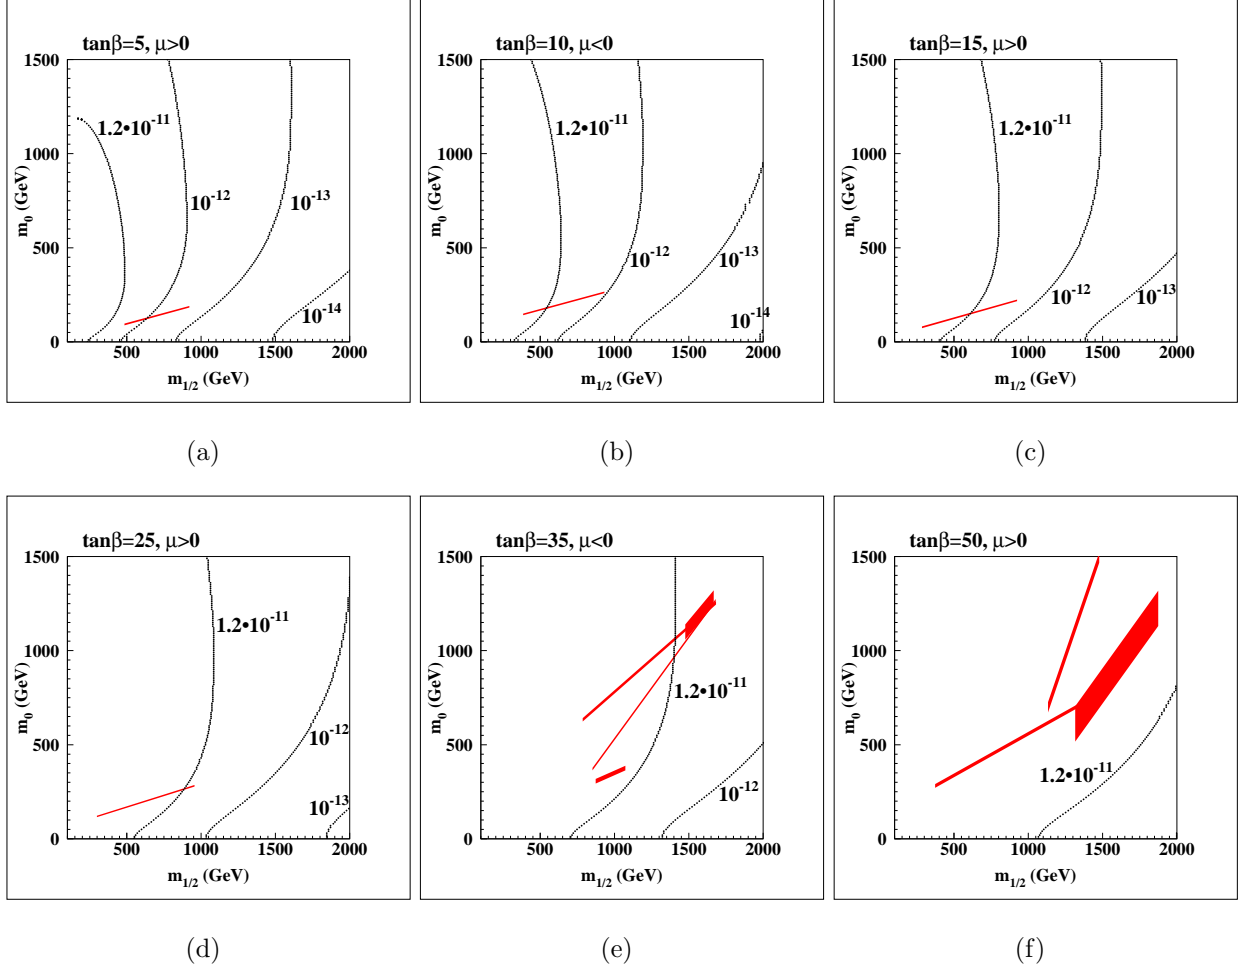 tanβ=5, μ>0
1500
1000
500
0
m₀ (GeV)
1.2•10⁻¹¹
10⁻¹²
10⁻¹³
10⁻¹⁴
500 1000 1500 2000
m₁/₂ (GeV)
(a)
tanβ=10, μ<0
1500
1000
500
0
m₀ (GeV)
1.2•10⁻¹¹
10⁻¹²
10⁻¹³
10⁻¹⁴
500 1000 1500 2000
m₁/₂ (GeV)
(b)
tanβ=15, μ>0
1500
1000
500
0
m₀ (GeV)
1.2•10⁻¹¹
10⁻¹²
10⁻¹³
500 1000 1500 2000
m₁/₂ (GeV)
(c)
tanβ=25, μ>0
1500
1000
500
0
m₀ (GeV)
1.2•10⁻¹¹
10⁻¹²
10⁻¹³
500 1000 1500 2000
m₁/₂ (GeV)
(d)
tanβ=35, μ<0
1500
1000
500
0
m₀ (GeV)
1.2•10⁻¹¹
10⁻¹²
500 1000 1500 2000
m₁/₂ (GeV)
(e)
tanβ=50, μ>0
1500
1000
500
0
m₀ (GeV)
1.2•10⁻¹¹
500 1000 1500 2000
m₁/₂ (GeV)
(f)